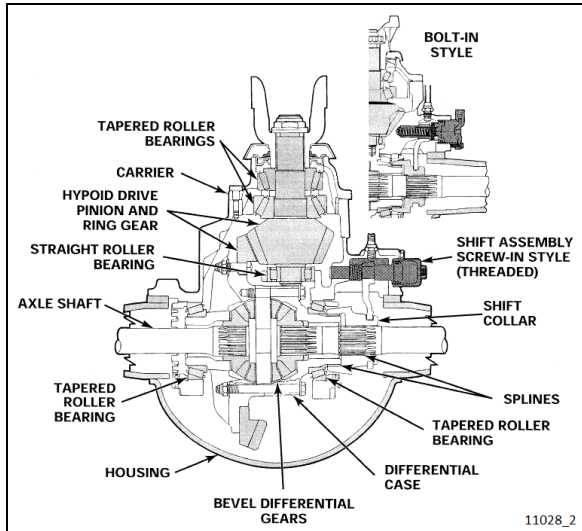 BOLT-IN
STYLE
TAPERED ROLLER
BEARINGS
CARRIER
HYPOID DRIVE
PINION AND
RING GEAR
STRAIGHT ROLLER
BEARING
SHIFT ASSEMBLY
SCREW-IN STYLE
(THREADED)
AXLE SHAFT
SHIFT
COLLAR
TAPERED
ROLLER
BEARING
SPLINES
TAPERED ROLLER
BEARING
HOUSING
DIFFERENTIAL
CASE
BEVEL DIFFERENTIAL
GEARS
11028_2